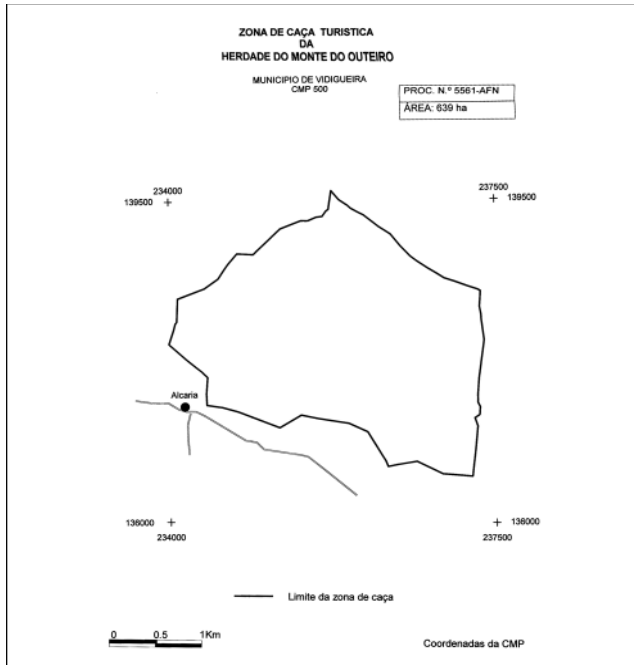 ZONA DE CAÇA TURISTICA
DA
HERDADE DO MONTE DO OUTEIRO
MUNICIPIO DE VIDIGUEIRA
CMP 500
PROC. N.º 5561-AFN
ÁREA: 639 ha
234000
139500
237500
139500
Alcaria
136000
234000
136000
237500
Limite da zona de caça
0 0.5 1Km
Coordenadas da CMP